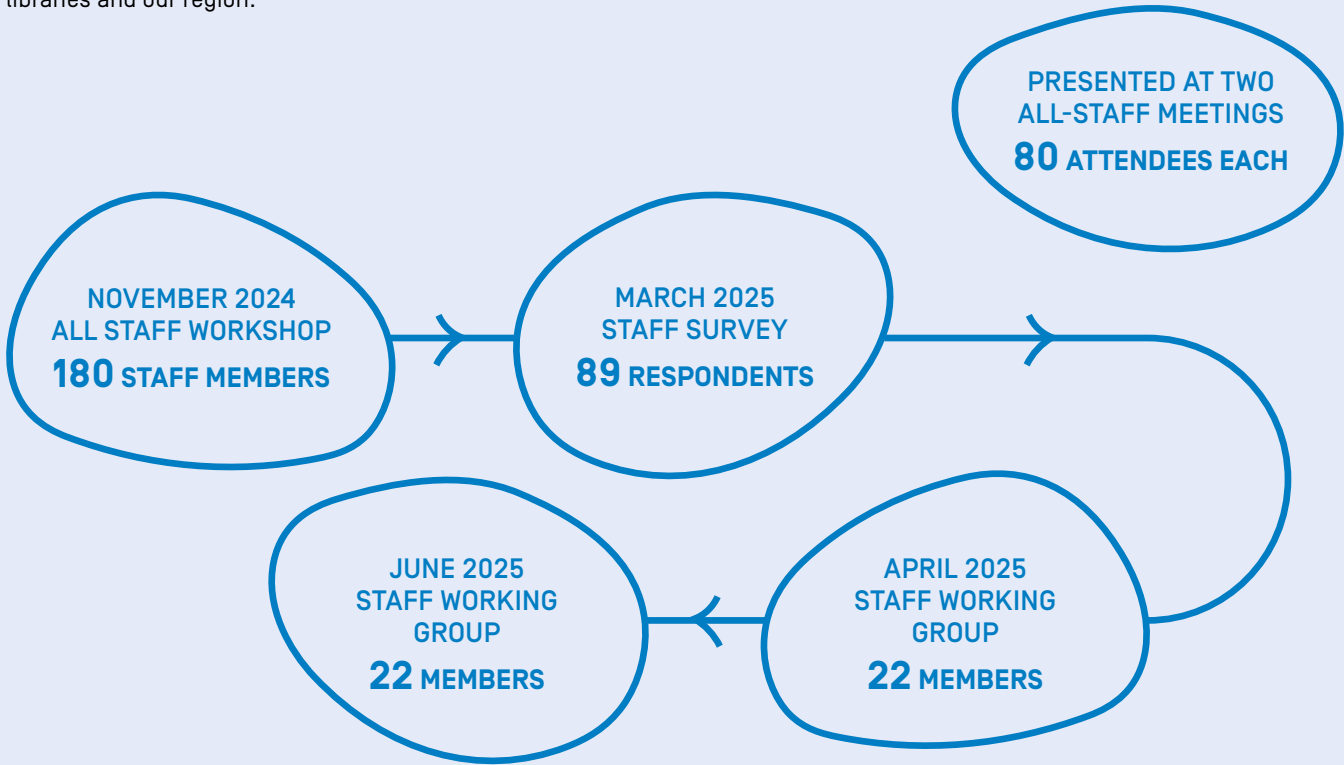 libraries and our region.
PRESENTED AT TWO
ALL-STAFF MEETINGS
80 ATTENDEES EACH
NOVEMBER 2024
ALL STAFF WORKSHOP
180 STAFF MEMBERS
MARCH 2025
STAFF SURVEY
89 RESPONDENTS
APRIL 2025
STAFF WORKING
GROUP
22 MEMBERS
JUNE 2025
STAFF WORKING
GROUP
22 MEMBERS